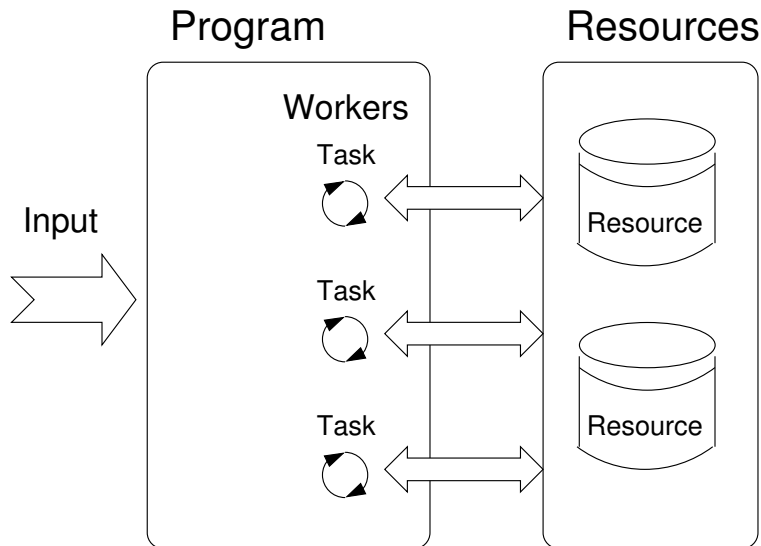 Program
Resources
Workers
Task
Input
Resource
Task
Task
Resource